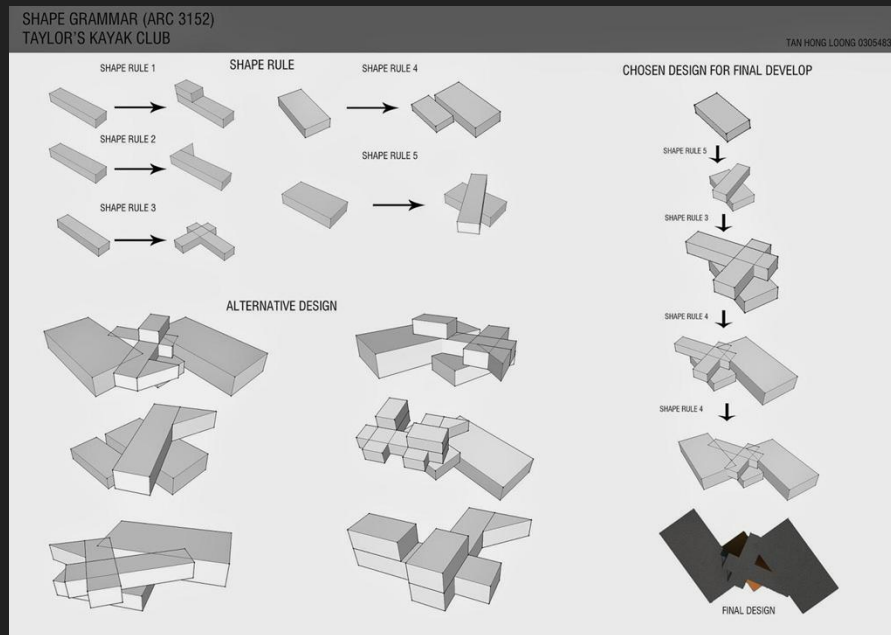 SHAPE GRAMMAR (ARC 3152)
TAYLOR'S KAYAK CLUB
TAN HONG LOONG 0305483
SHAPE RULE
SHAPE RULE 1
SHAPE RULE 2
SHAPE RULE 3
SHAPE RULE 4
SHAPE RULE 5
ALTERNATIVE DESIGN
CHOSEN DESIGN FOR FINAL DEVELOP
SHAPE RULE 5
SHAPE RULE 3
SHAPE RULE 4
SHAPE RULE 4
FINAL DESIGN